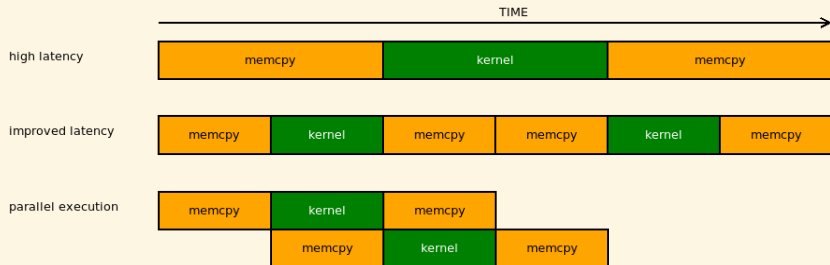 TIME
high latency
memcpy kernel memcpy
improved latency
memcpy kernel memcpy memcpy kernel memcpy
parallel execution
memcpy kernel memcpy
memcpy kernel memcpy